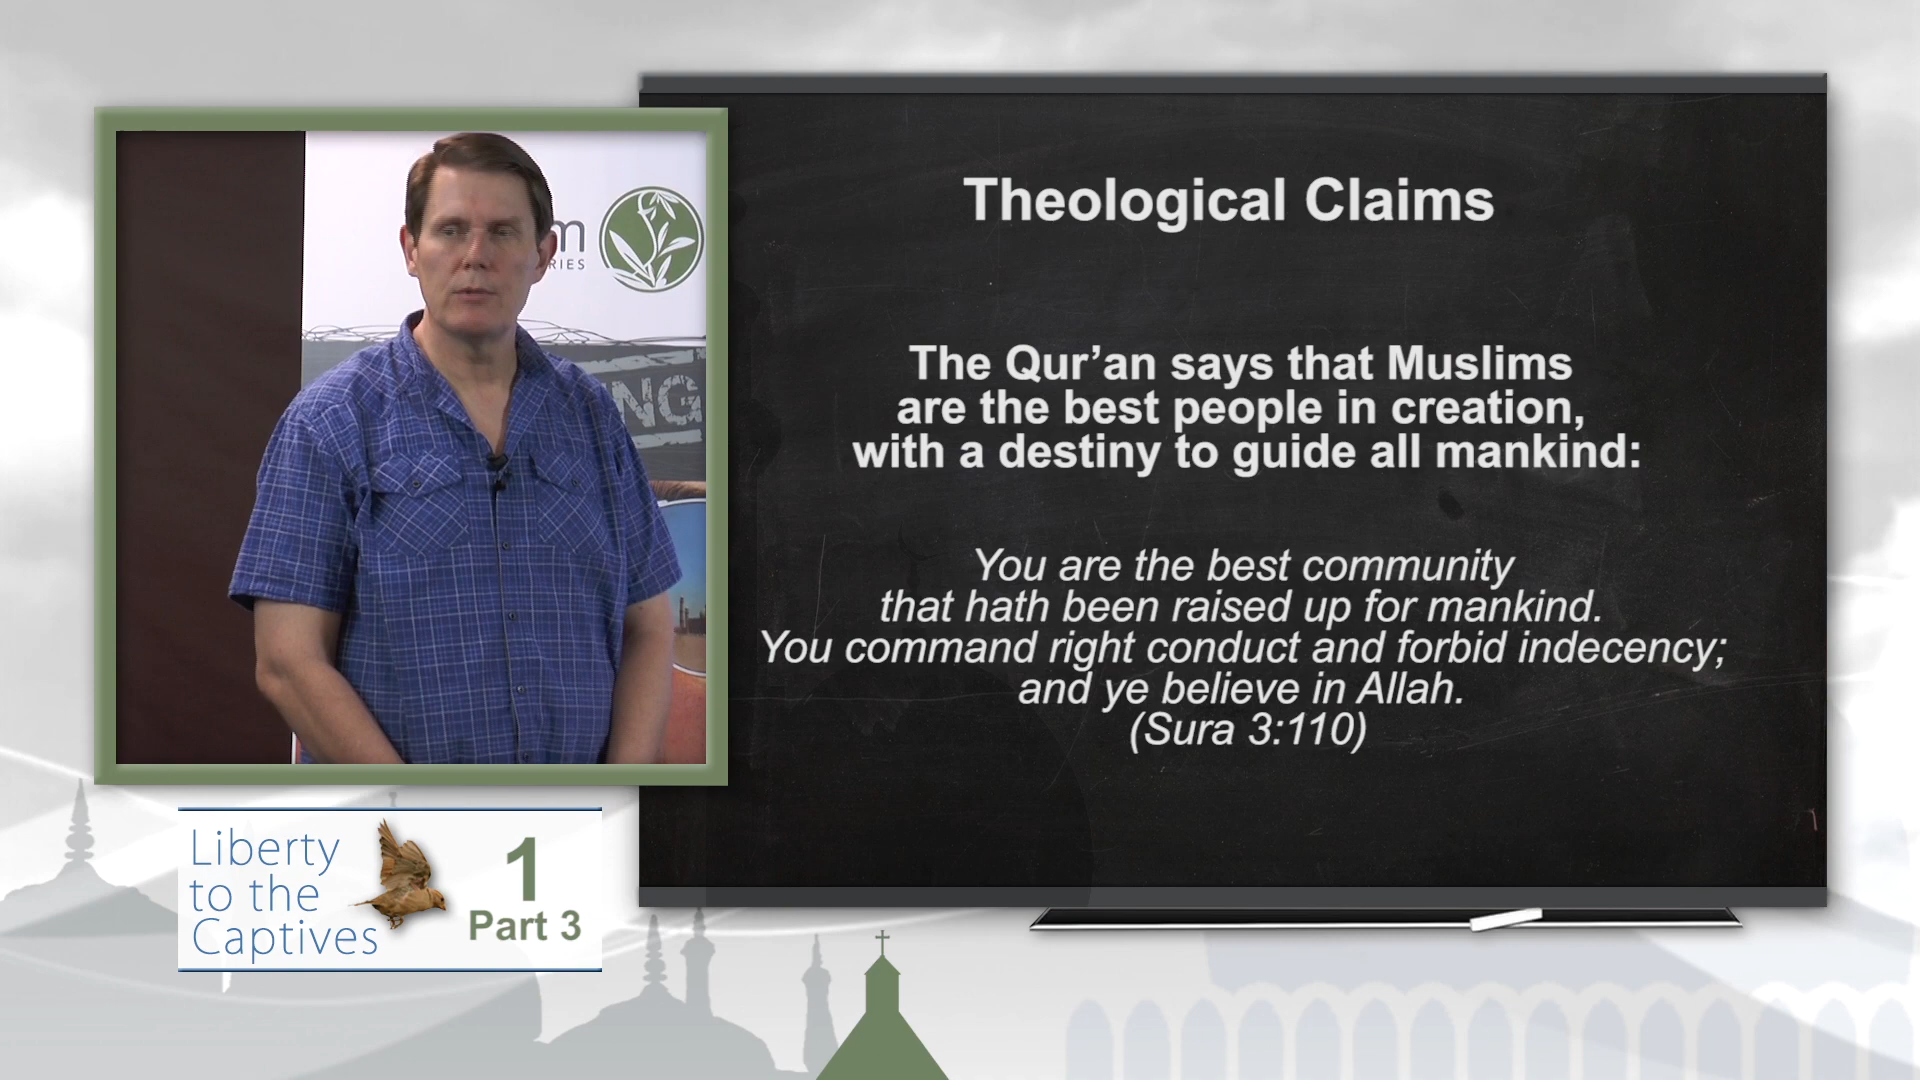 Theological Claims
The Qur’an says that Muslims
are the best people in creation,
with a destiny to guide all mankind:
You are the best community
that hath been raised up for mankind.
You command right conduct and forbid indecency;
and ye believe in Allah.
(Sura 3:110)
m
RIES
NG
Liberty
to the
Captives
1
Part 3